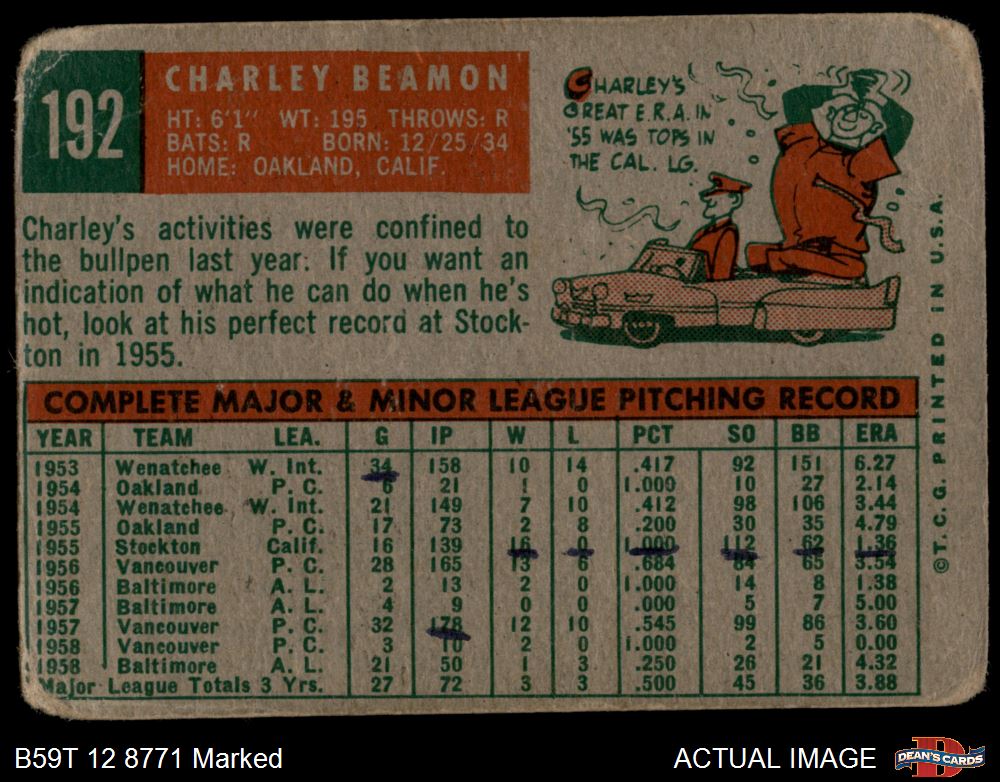 192
CHARLEY BEAMON
HT: 6'1" WT: 195 THROWS: R
BATS: R BORN: 12/25/34
HOME: OAKLAND, CALIF.
CHARLEY'S
GREAT E.R.A. IN
'55 WAS TOPS IN
THE CAL. LG.
Charley's activities were confined to
the bullpen last year. If you want an
indication of what he can do when he's
hot, look at his perfect record at Stock-
ton in 1955.
©T.C.G. PRINTED IN U.S.A.
COMPLETE MAJOR & MINOR LEAGUE PITCHING RECORD
YEAR TEAM LEA. G IP W L PCT SO BB ERA
1953 Wenatchee W. Int. 34 158 10 14 .417 92 151 6.27
1954 Oakland P. C. 6 21 1 0 1.000 10 27 2.14
1954 Wenatchee W. Int. 21 149 7 10 .412 98 106 3.44
1955 Oakland P. C. 17 73 2 8 .200 30 35 4.79
1955 Stockton Calif. 16 139 16 0 1.000 112 62 1.36
1956 Vancouver P. C. 28 165 13 6 .684 84 65 3.54
1956 Baltimore A. L. 2 13 2 0 1.000 14 8 1.38
1957 Baltimore A. L. 4 9 0 0 .000 5 7 5.00
1957 Vancouver P. C. 32 178 12 10 .545 99 86 3.60
1958 Vancouver P. C. 3 10 2 0 1.000 2 5 0.00
1958 Baltimore A. L. 21 50 1 3 .250 26 21 4.32
Major League Totals 3 Yrs. 27 72 3 3 .500 45 36 3.88
B59T 12 8771 Marked
ACTUAL IMAGE
DEAN'S CARDS